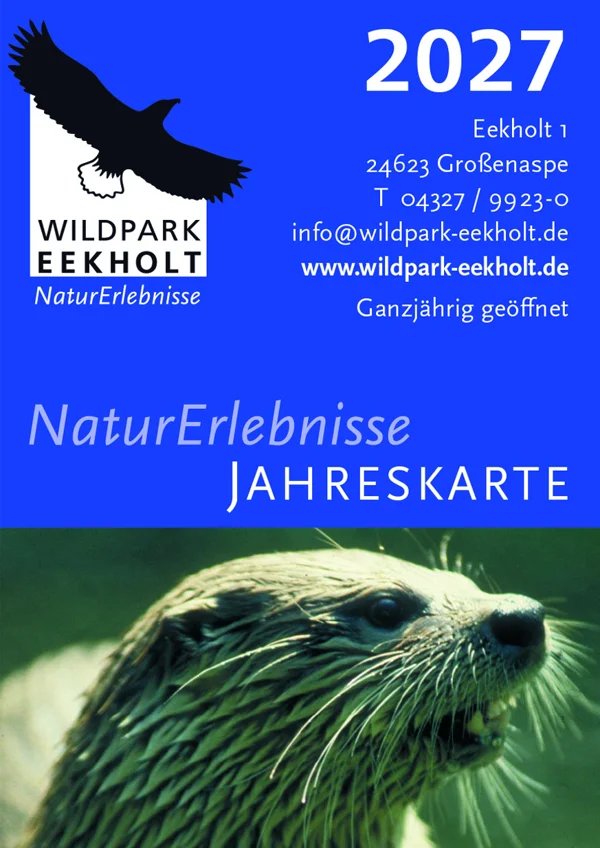 2027
Eekholt 1
24623 Großenaspe
T 04327 / 9923-0
info@wildpark-eekholt.de
www.wildpark-eekholt.de
Ganzjährig geöffnet
WILDPARK
EEKHOLT
NaturErlebnisse
NaturErlebnisse
JAHRESKARTE